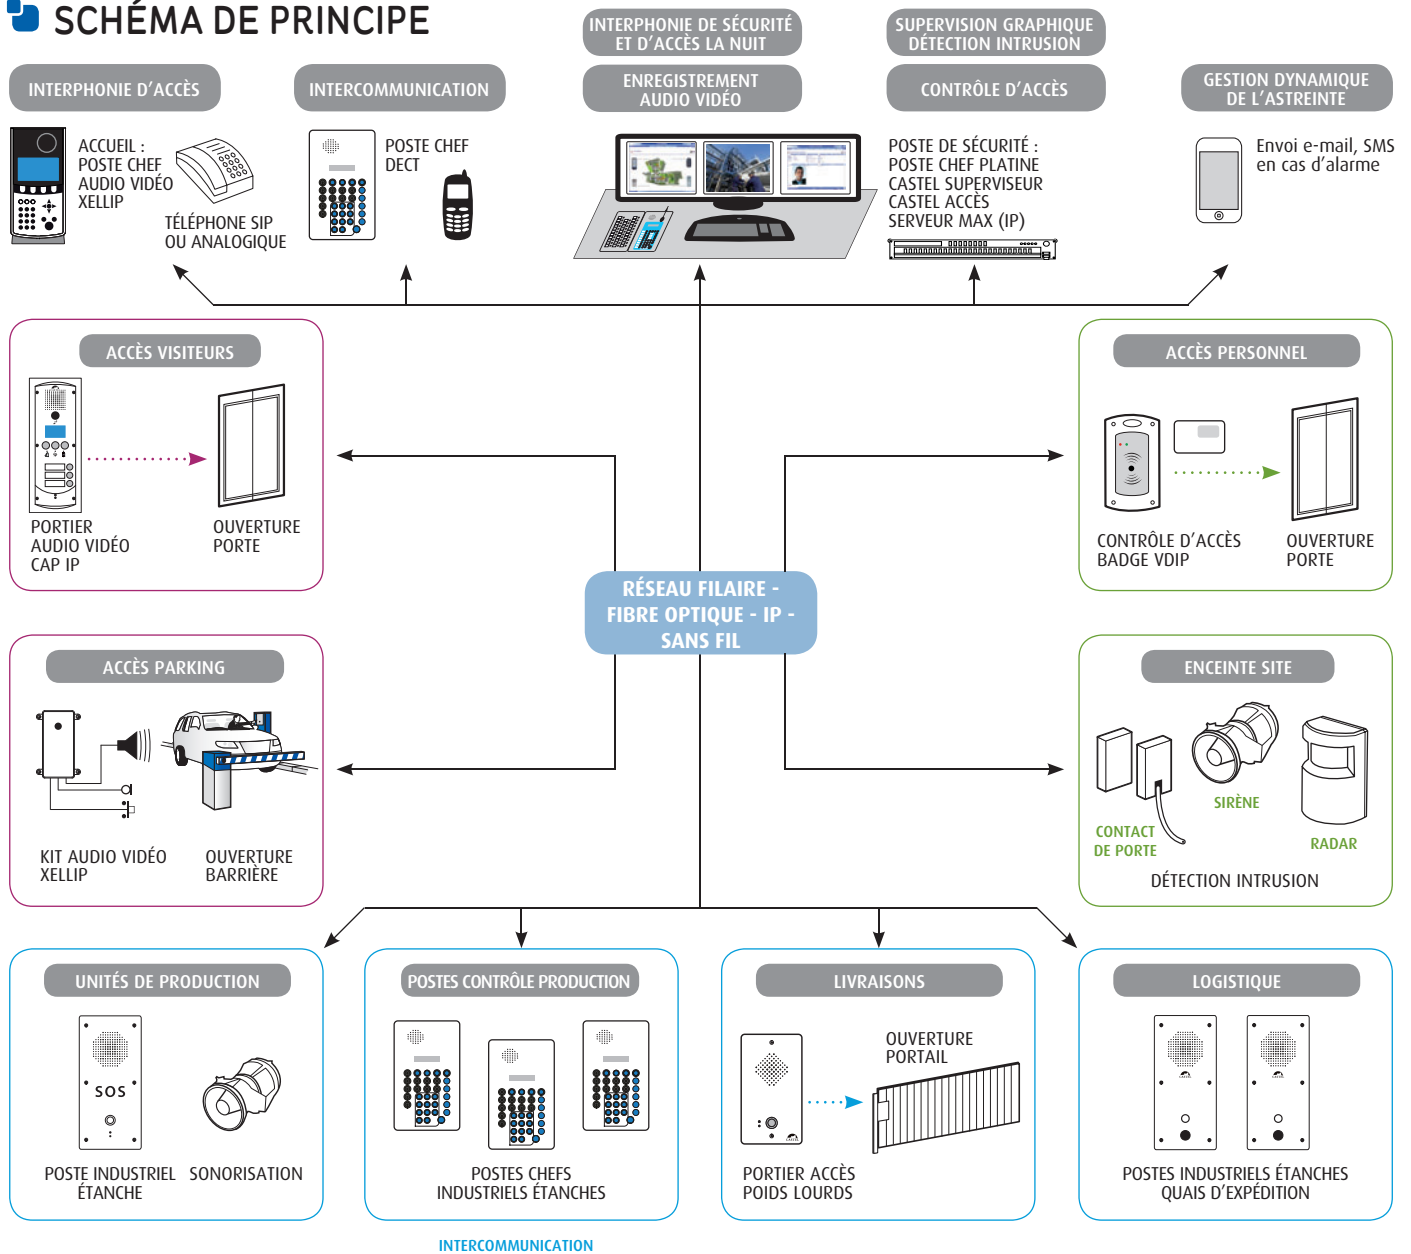 SCHÉMA DE PRINCIPE
INTERPHONIE D'ACCÈS
INTERCOMMUNICATION
INTERPHONIE DE SÉCURITÉ
ET D'ACCÈS LA NUIT
ENREGISTREMENT
AUDIO VIDÉO
SUPERVISION GRAPHIQUE
DÉTECTION INTRUSION
CONTRÔLE D'ACCÈS
GESTION DYNAMIQUE
DE L'ASTREINTE
ACCUEIL :
POSTE CHEF
AUDIO VIDÉO
XELLIP
TÉLÉPHONE SIP
OU ANALOGIQUE
POSTE CHEF
DECT
POSTE DE SÉCURITÉ :
POSTE CHEF PLATINE
CASTEL SUPERVISEUR
CASTEL ACCÈS
SERVEUR MAX (IP)
Envoi e-mail, SMS
en cas d'alarme
ACCÈS VISITEURS
PORTIER
AUDIO VIDÉO
CAP IP
OUVERTURE
PORTE
ACCÈS PERSONNEL
CONTRÔLE D'ACCÈS
BADGE VDIP
OUVERTURE
PORTE
RÉSEAU FILAIRE -
FIBRE OPTIQUE - IP -
SANS FIL
ACCÈS PARKING
KIT AUDIO VIDÉO
XELLIP
OUVERTURE
BARRIÈRE
ENCEINTE SITE
CONTACT
DE PORTE
SIRÈNE
RADAR
DÉTECTION INTRUSION
UNITÉS DE PRODUCTION
SOS
POSTE INDUSTRIEL
ÉTANCHE
SONORISATION
POSTES CONTRÔLE PRODUCTION
POSTES CHEFS
INDUSTRIELS ÉTANCHES
LIVRAISONS
OUVERTURE
PORTAIL
PORTIER ACCÈS
POIDS LOURDS
LOGISTIQUE
POSTES INDUSTRIELS ÉTANCHES
QUAIS D'EXPÉDITION
INTERCOMMUNICATION